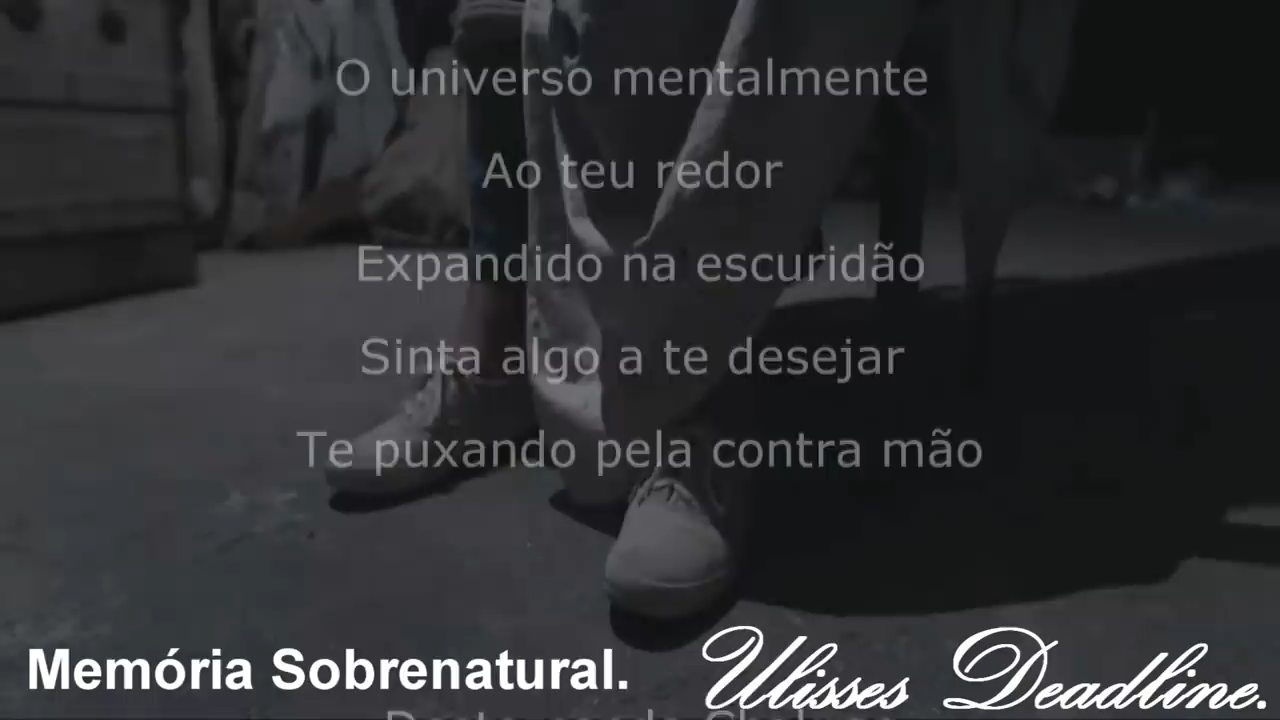 O universo mentalmente
Ao teu redor
Expandido na escuridão
Sinta algo a te desejar
Te puxando pela contra mão
Memória Sobrenatural.
Ulisses Deadline.